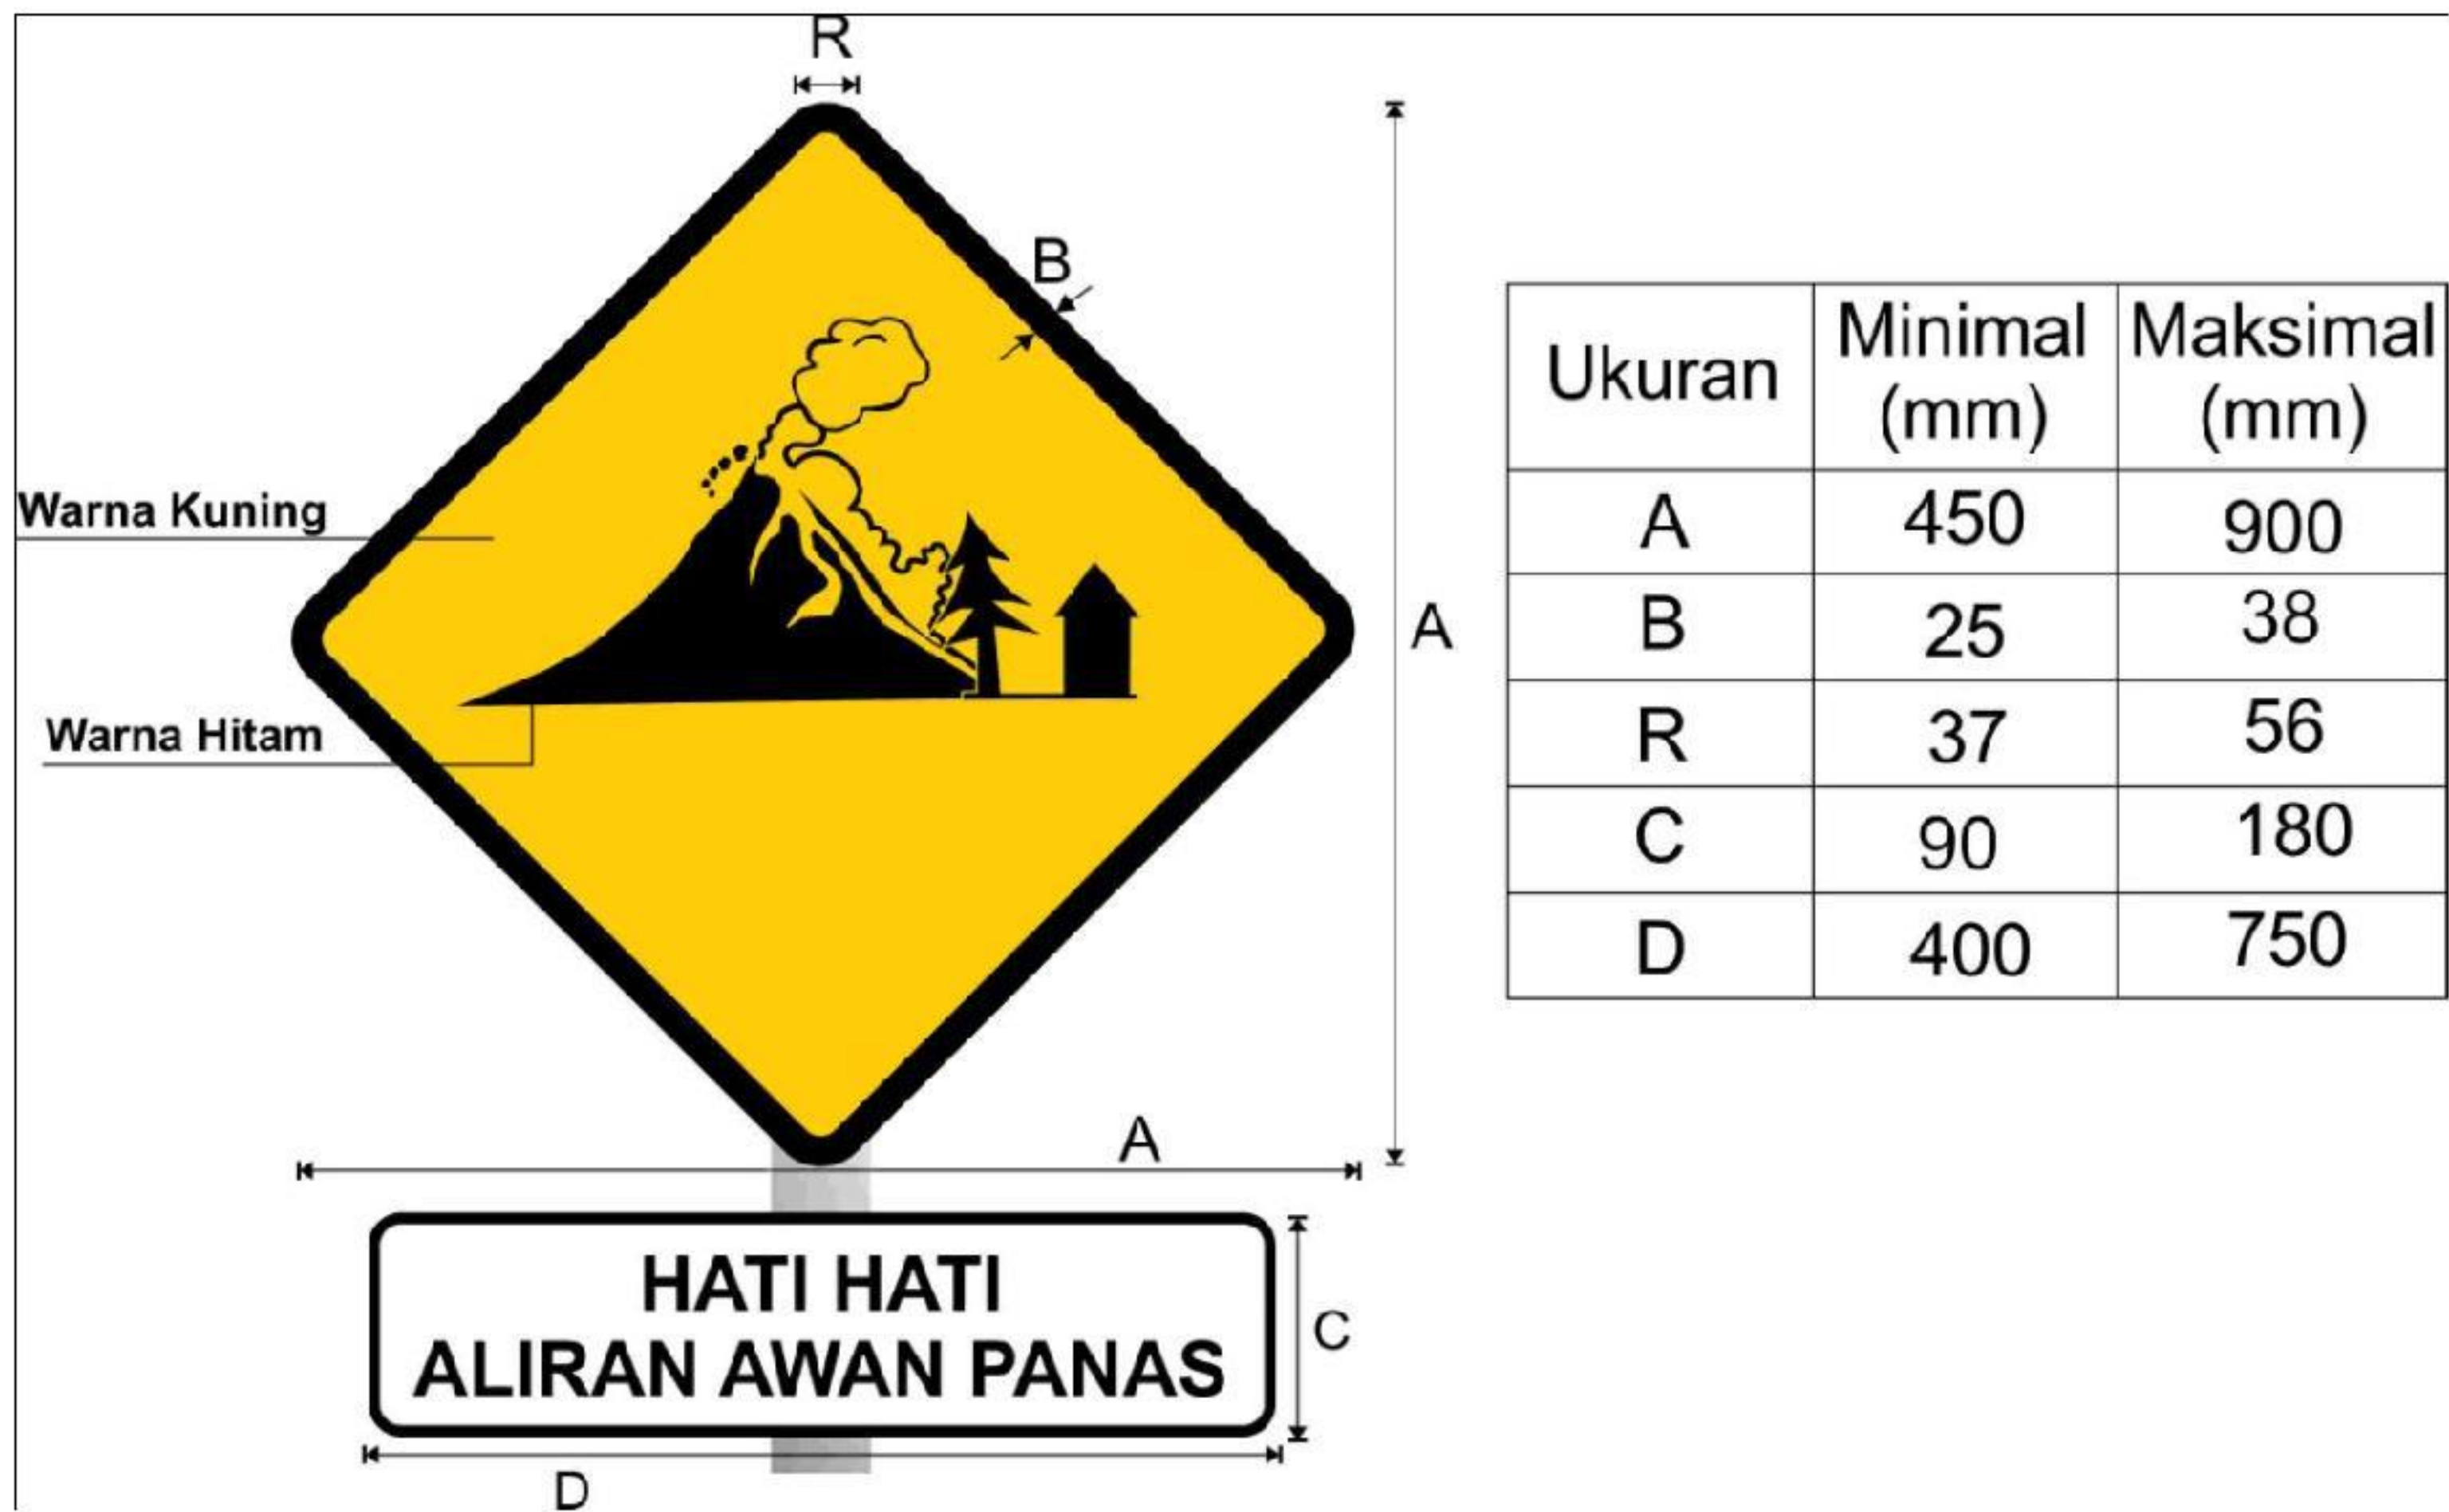 R
B
A
Warna Kuning
Warna Hitam
A
HATI HATI
ALIRAN AWAN PANAS
C
D
Ukuran Minimal (mm) Maksimal (mm)
A 450 900
B 25 38
R 37 56
C 90 180
D 400 750